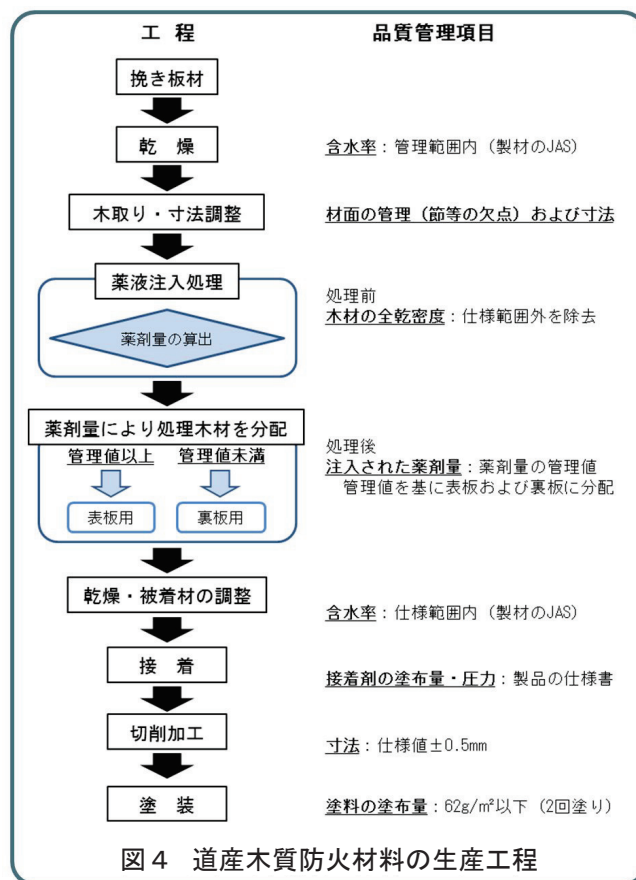 工 程
品質管理項目
挽き板材
乾 燥
含水率：管理範囲内（製材のJAS）
木取り・寸法調整
材面の管理（節等の欠点）および寸法
薬液注入処理
薬剤量の算出
処理前
木材の全乾密度：仕様範囲外を除去
薬剤量により処理木材を分配
管理値以上
管理値未満
表板用
裏板用
処理後
注入された薬剤量：薬剤量の管理値
管理値を基に表板および裏板に分配
乾燥・被着材の調整
含水率：仕様範囲内（製材のJAS）
接 着
接着剤の塗布量・圧力：製品の仕様書
切削加工
寸法：仕様値±0.5mm
塗 装
塗料の塗布量：62g/m²以下（2回塗り）
図４ 道産木質防火材料の生産工程